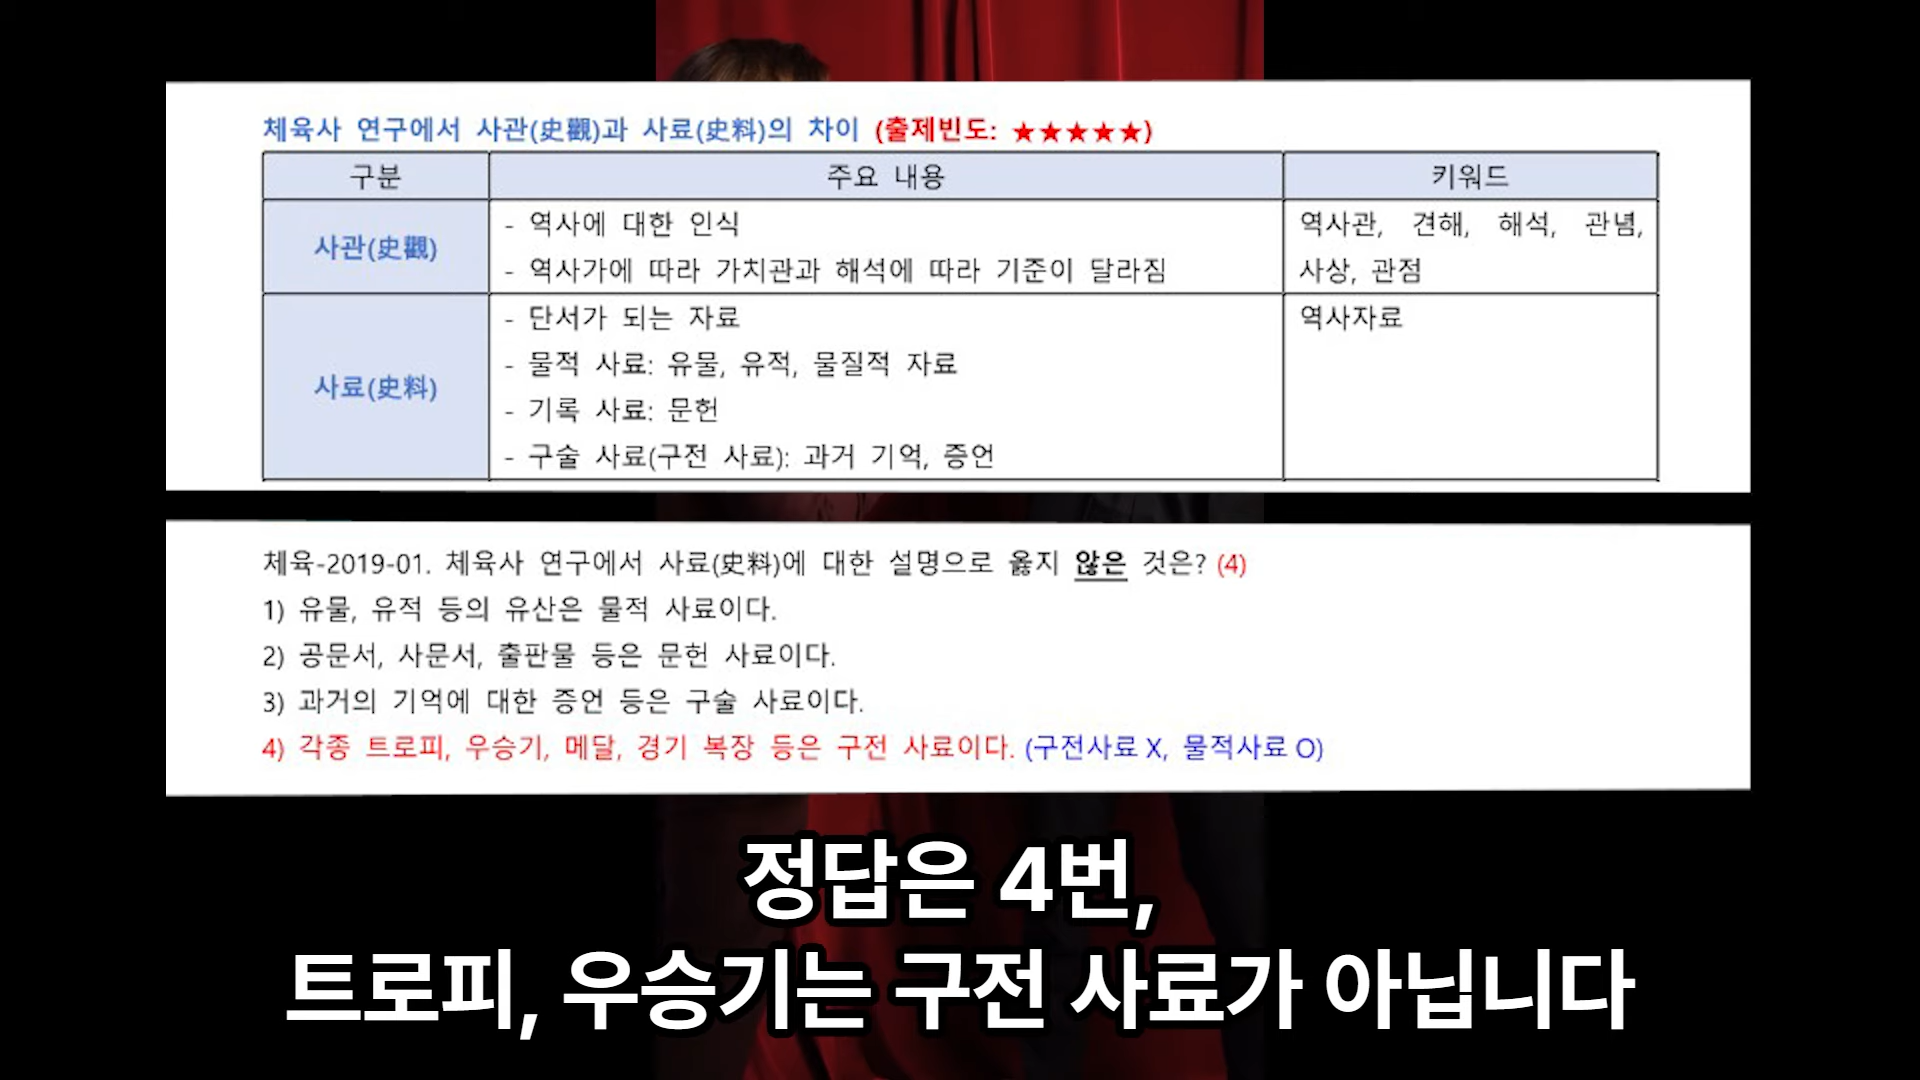 체육사 연구에서 사관(史觀)과 사료(史料)의 차이 (출제빈도: ★★★★★)
구분 주요 내용 키워드
사관(史觀)
- 역사에 대한 인식
- 역사가에 따라 가치관과 해석에 따라 기준이 달라짐
역사관, 견해, 해석, 관념,
사상, 관점
사료(史料)
- 단서가 되는 자료
- 물적 사료: 유물, 유적, 물질적 자료
- 기록 사료: 문헌
- 구술 사료(구전 사료): 과거 기억, 증언
역사자료
체육-2019-01. 체육사 연구에서 사료(史料)에 대한 설명으로 옳지 않은 것은? (4)
1) 유물, 유적 등의 유산은 물적 사료이다.
2) 공문서, 사문서, 출판물 등은 문헌 사료이다.
3) 과거의 기억에 대한 증언 등은 구술 사료이다.
4) 각종 트로피, 우승기, 메달, 경기 복장 등은 구전 사료이다. (구전사료 X, 물적사료 O)
정답은 4번,
트로피, 우승기는 구전 사료가 아닙니다